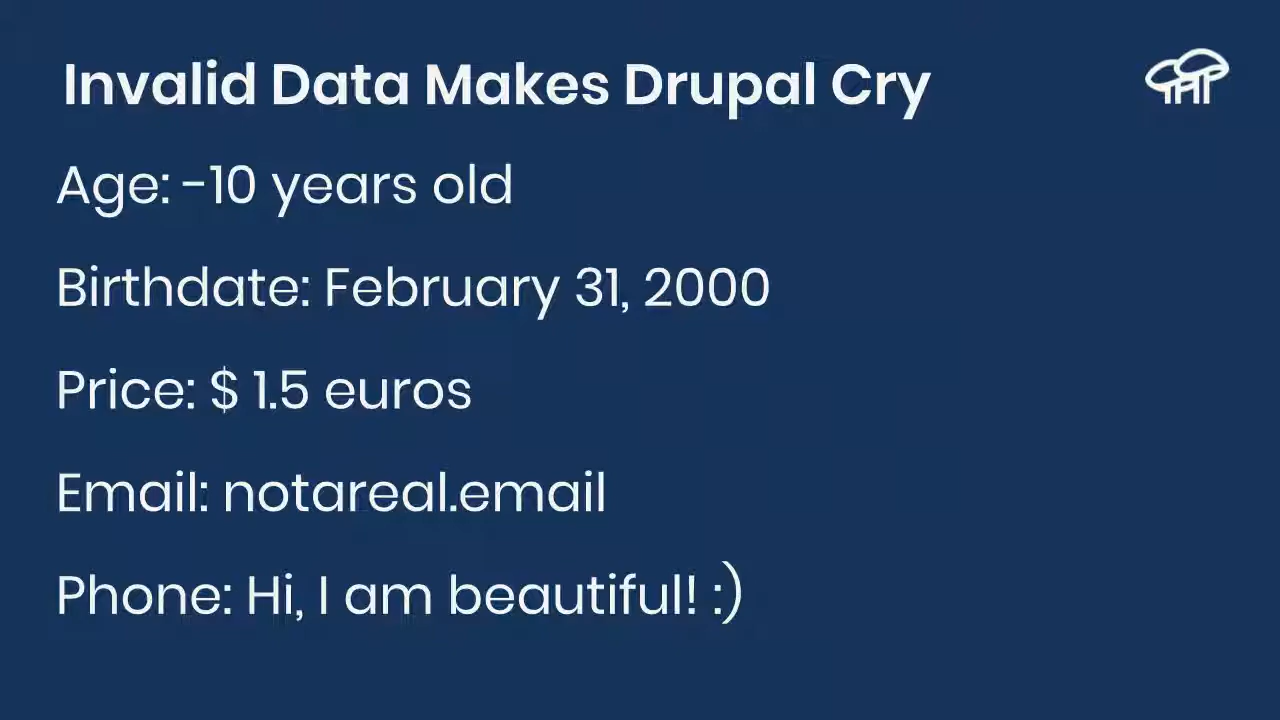 Invalid Data Makes Drupal Cry
Age: -10 years old
Birthdate: February 31, 2000
Price: $ 1.5 euros
Email: notareal.email
Phone: Hi, I am beautiful! :)